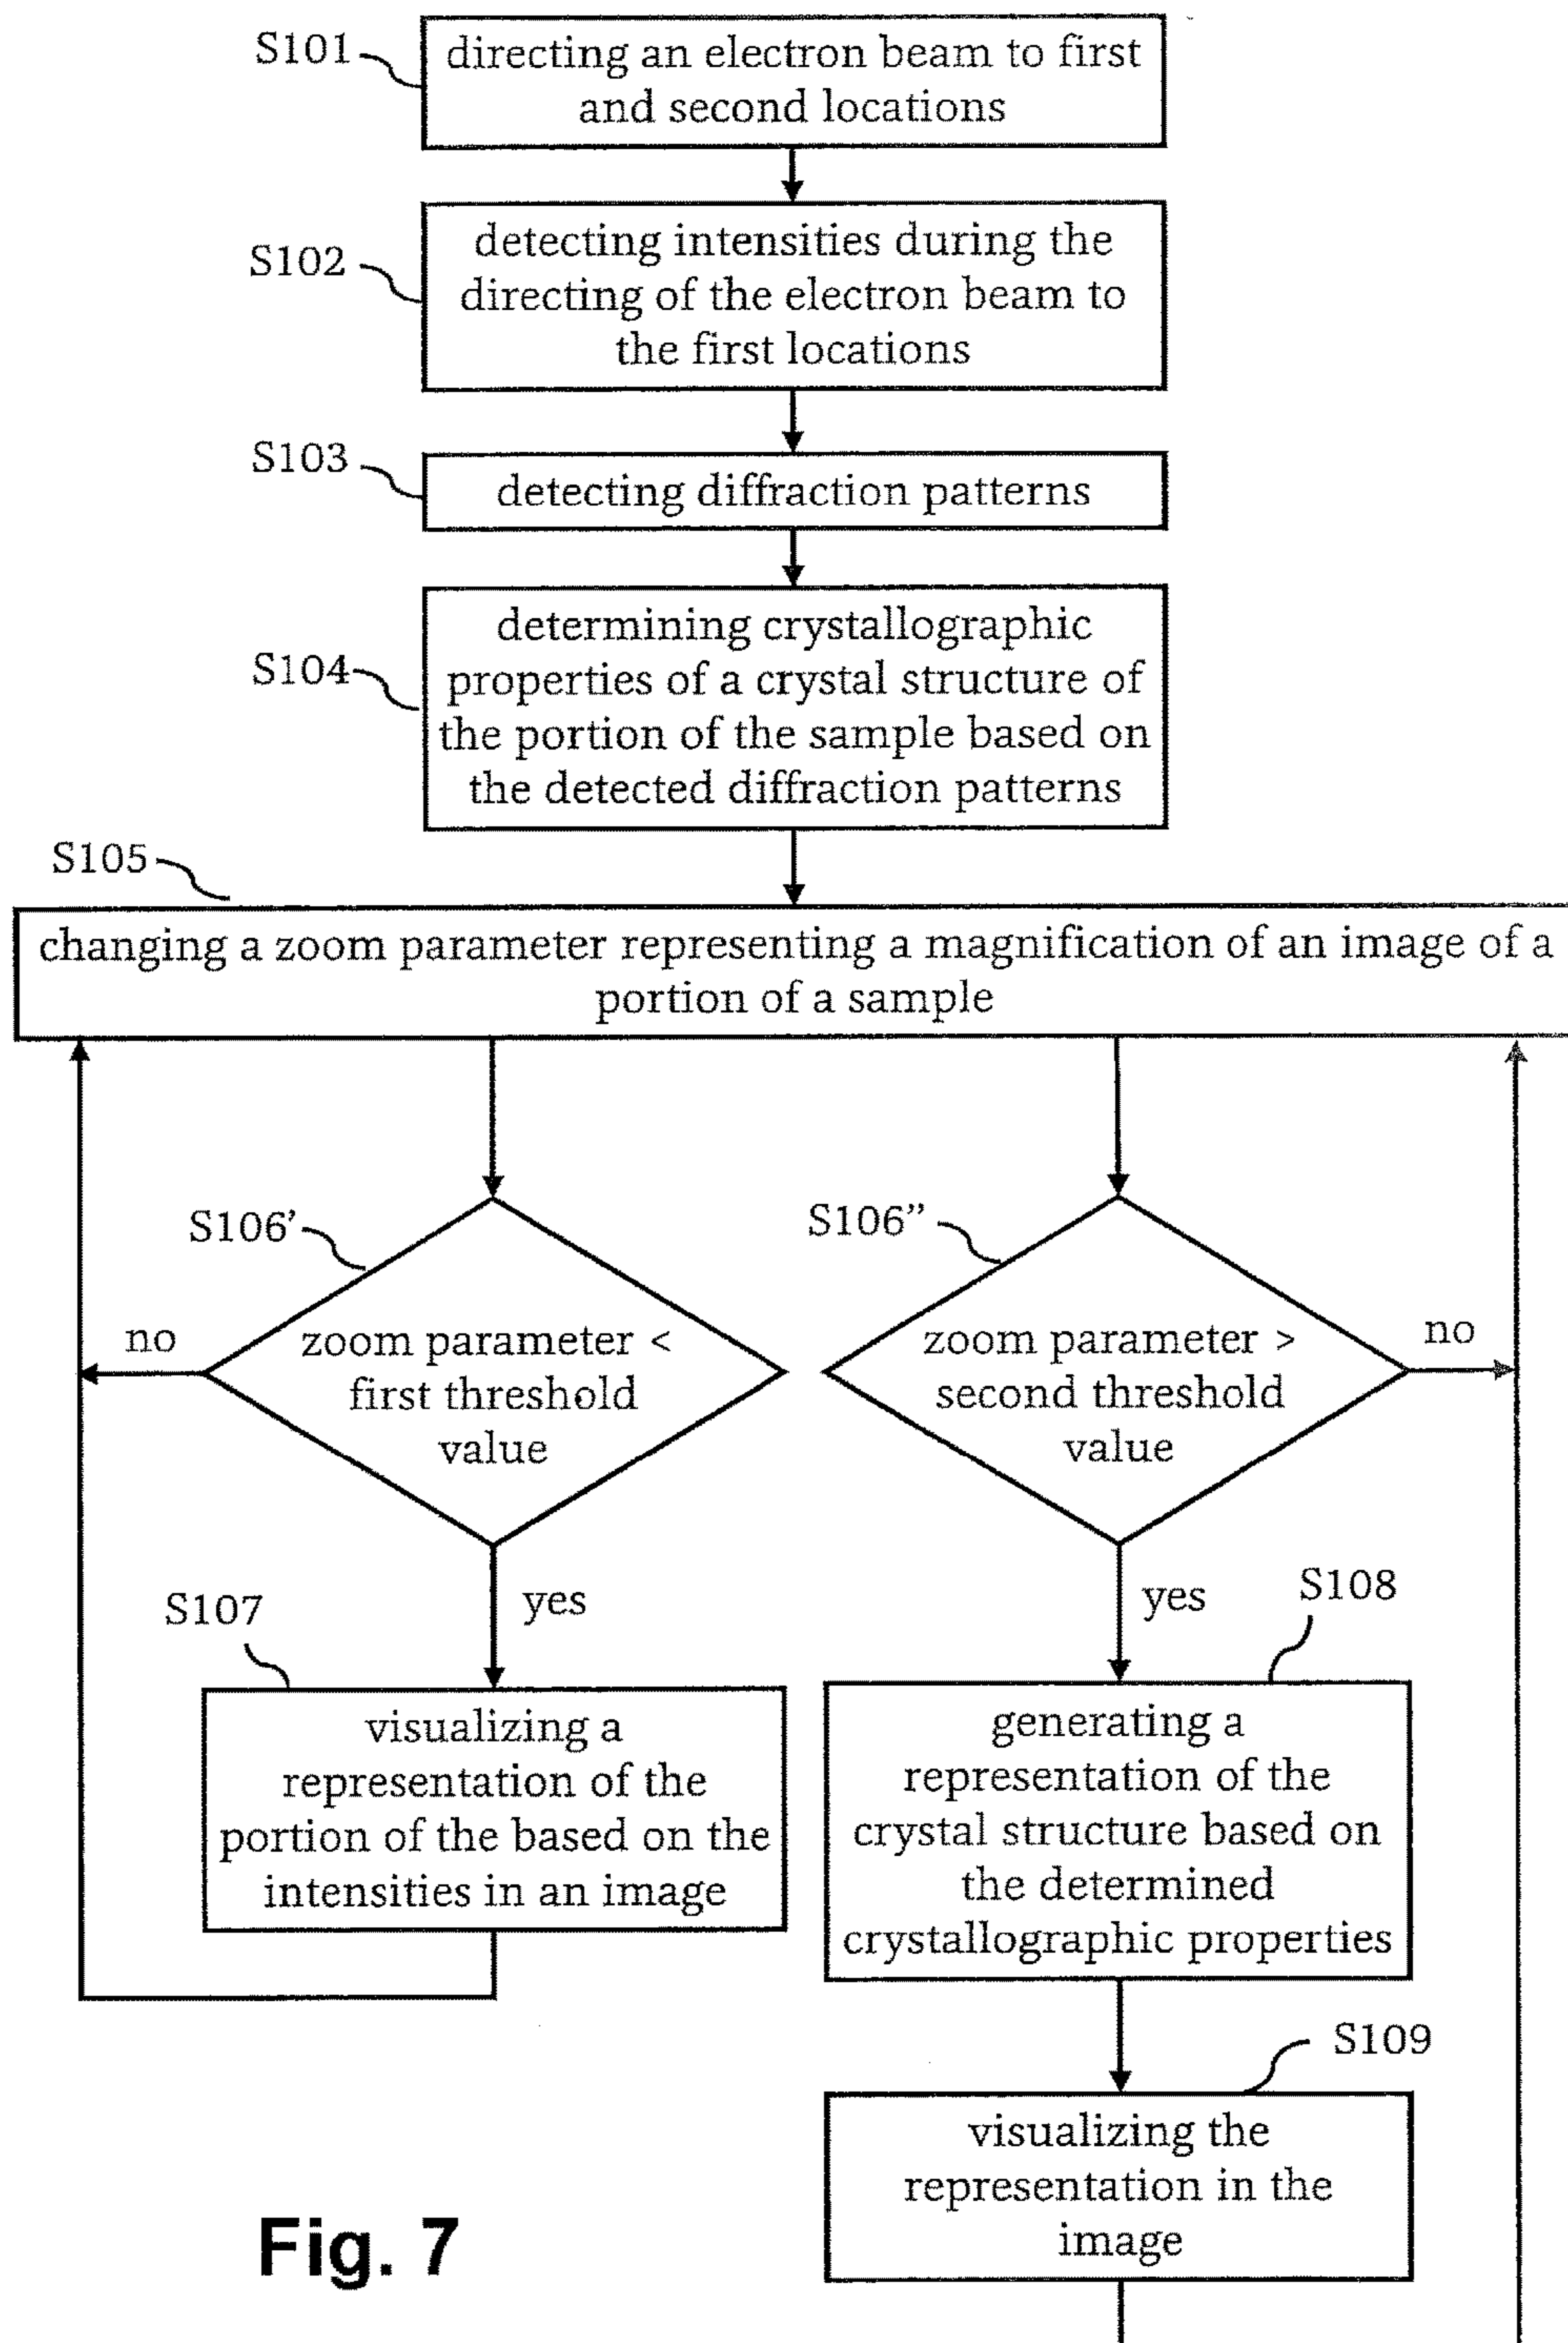 S101
directing an electron beam to first
and second locations
S102
detecting intensities during the
directing of the electron beam to
the first locations
S103
detecting diffraction patterns
S104
determining crystallographic
properties of a crystal structure of
the portion of the sample based on
the detected diffraction patterns
S105
changing a zoom parameter representing a magnification of an image of a
portion of a sample
S106’
zoom parameter <
first threshold
value
no
yes
S106”
zoom parameter >
second threshold
value
no
yes
S107
visualizing a
representation of the
portion of the based on the
intensities in an image
S108
generating a
representation of the
crystal structure based on
the determined
crystallographic properties
S109
visualizing the
representation in the
image
Fig. 7